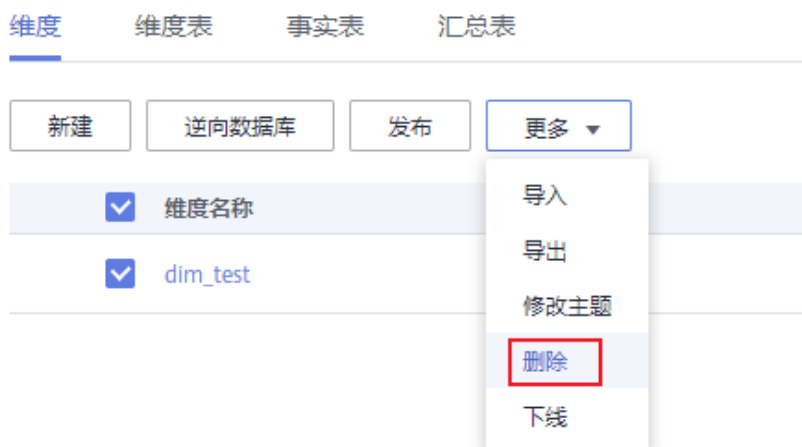 维度 维度表 事实表 汇总表
新建 逆向数据库 发布 更多
导入
维度名称
导出
dim_test
修改主题
删除
下线